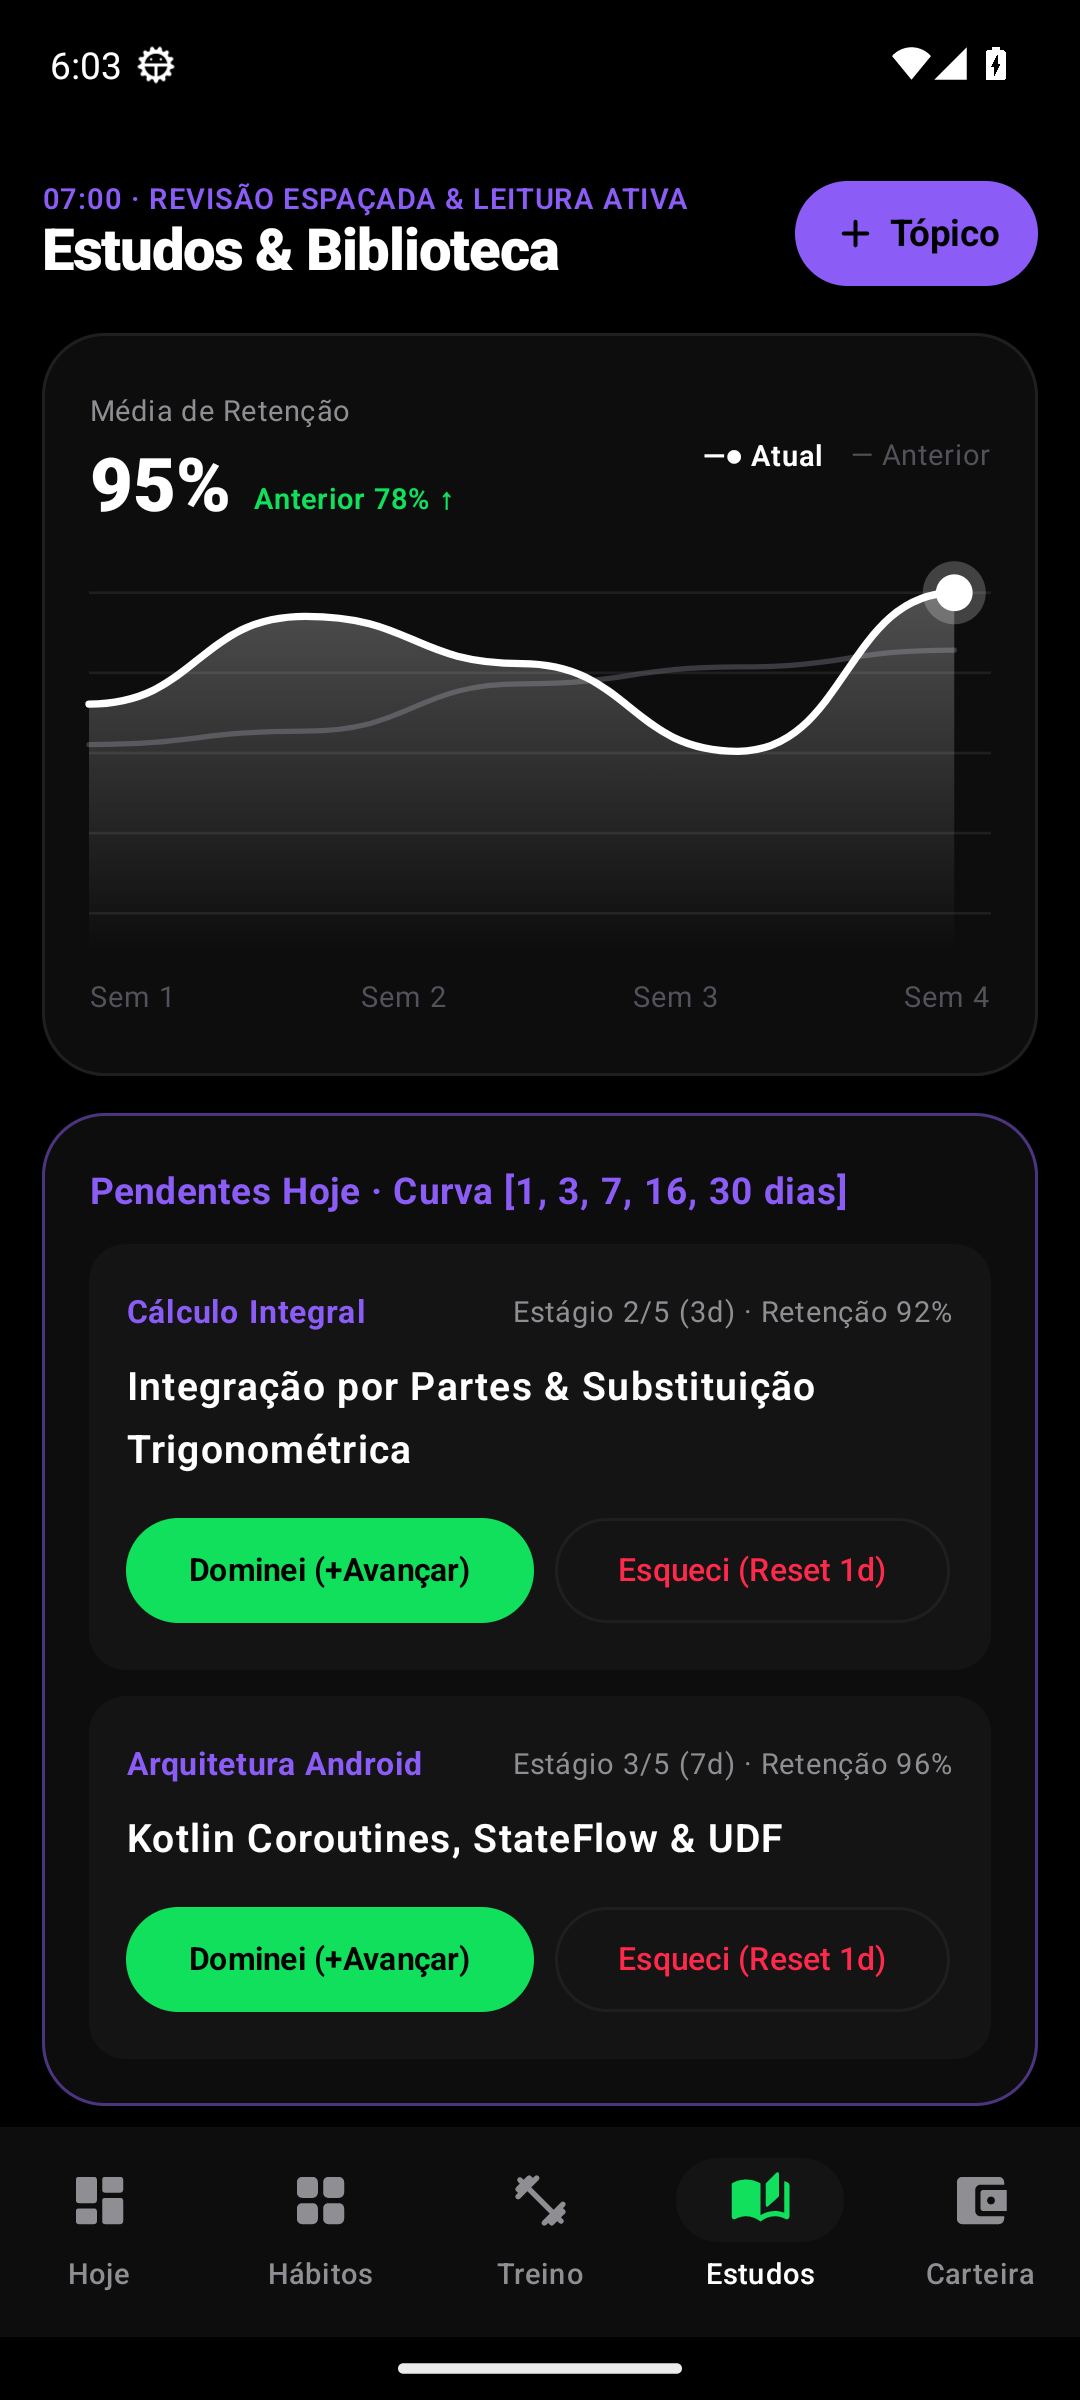 6:03
07:00 · REVISÃO ESPAÇADA & LEITURA ATIVA
Estudos & Biblioteca
+ Tópico
Média de Retenção
95% Anterior 78% ↑
Atual
Anterior
Sem 1
Sem 2
Sem 3
Sem 4
Pendentes Hoje · Curva [1, 3, 7, 16, 30 dias]
Cálculo Integral
Estágio 2/5 (3d) · Retenção 92%
Integração por Partes & Substituição
Trigonométrica
Dominei (+Avançar)
Esqueci (Reset 1d)
Arquitetura Android
Estágio 3/5 (7d) · Retenção 96%
Kotlin Coroutines, StateFlow & UDF
Dominei (+Avançar)
Esqueci (Reset 1d)
Hoje
Hábitos
Treino
Estudos
Carteira